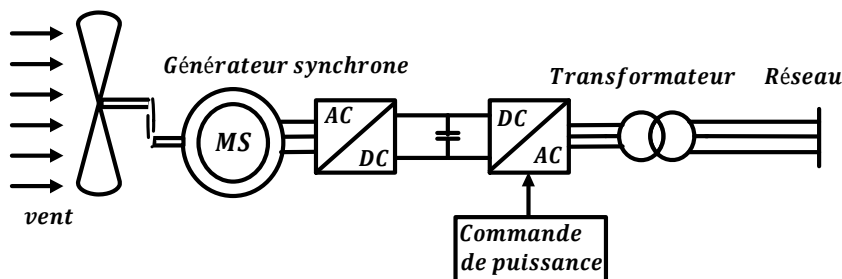 Générateur synchrone
Transformateur
Réseau
AC
DC
DC
AC
MS
vent
Commande
de puissance